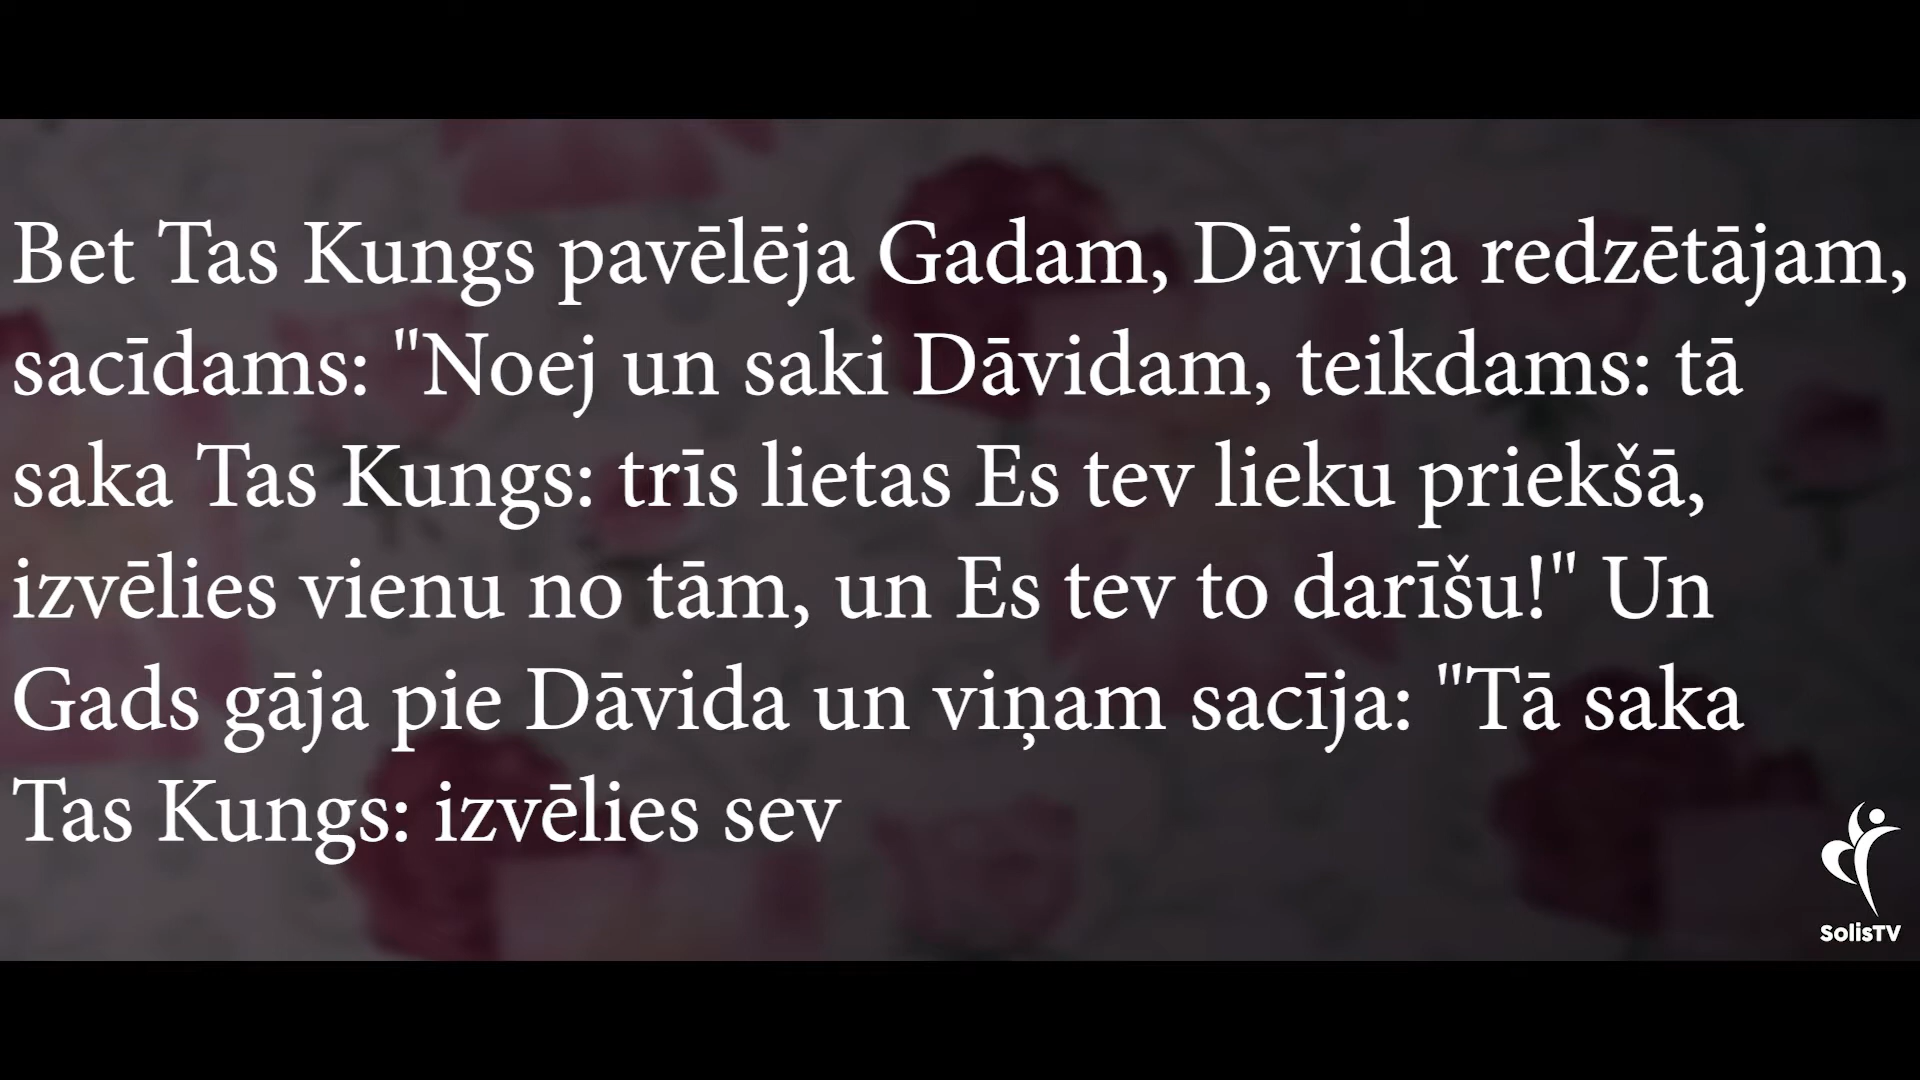 Bet Tas Kungs pavēlēja Gadam, Dāvida redzētājam,
sacīdams: "Noej un saki Dāvidam, teikdams: tā
saka Tas Kungs: trīs lietas Es tev lieku priekšā,
izvēlies vienu no tām, un Es tev to darīšu!" Un
Gads gāja pie Dāvida un viņam sacīja: "Tā saka
Tas Kungs: izvēlies sev
SolisTV